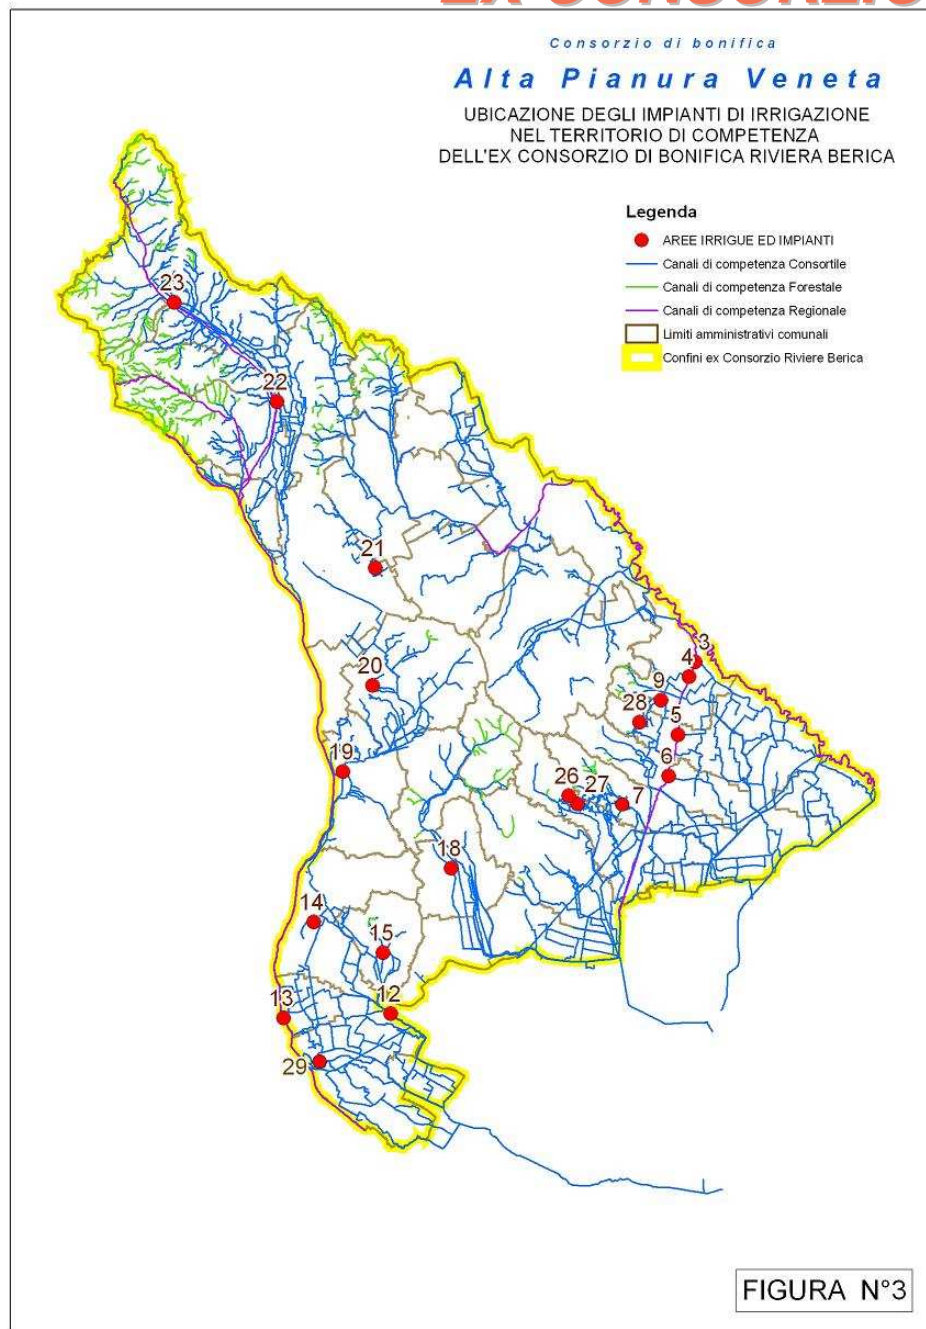 EX CONSORZIO
Consorzio di bonifica
Alta Pianura Veneta
UBICAZIONE DEGLI IMPIANTI DI IRRIGAZIONE
NEL TERRITORIO DI COMPETENZA
DELL'EX CONSORZIO DI BONIFICA RIVIERA BERICA
Legenda
AREE IRRIGUE ED IMPIANTI
Canali di competenza Consortile
Canali di competenza Forestale
Canali di competenza Regionale
Limiti amministrativi comunali
Confini ex Consorzio Riviere Berica
23
22
21
3
4
20
9
28
5
19
6
26
27
7
18
14
15
12
13
29
FIGURA N°3